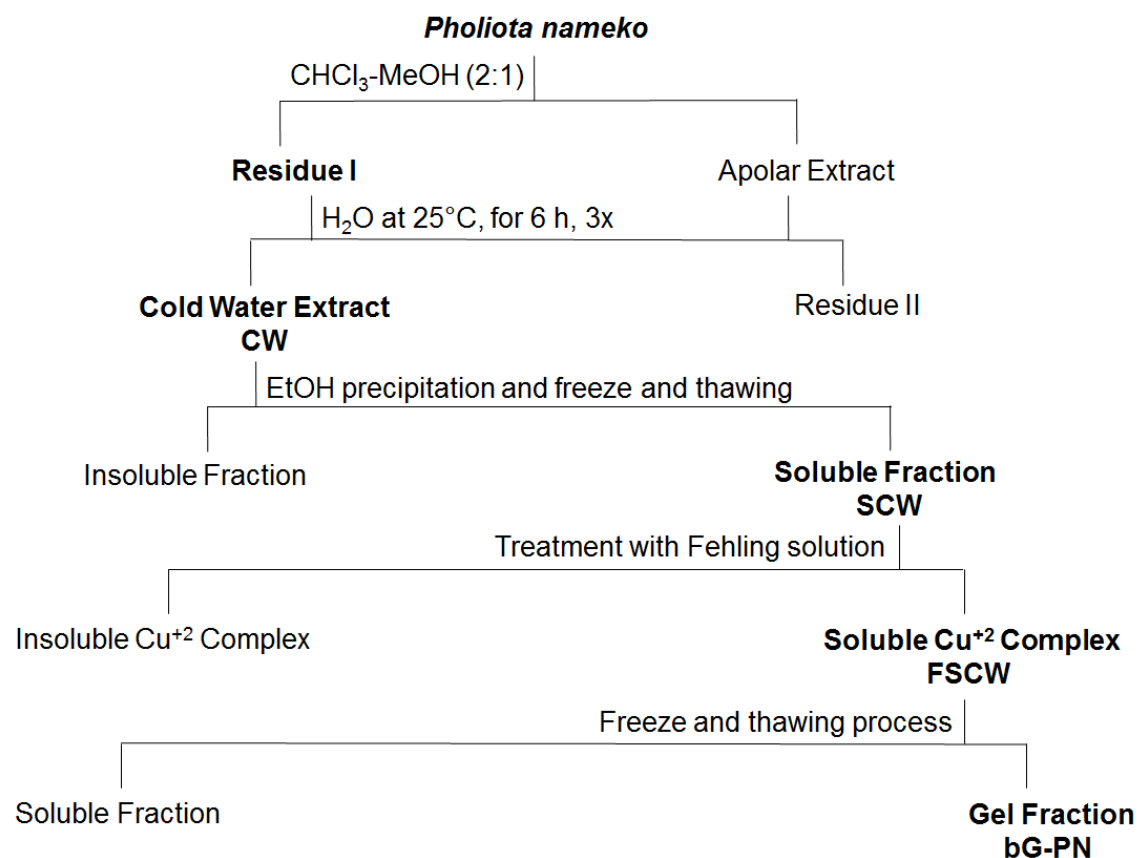 Pholiota nameko
CHCl₃-MeOH (2:1)
Residue I
Apolar Extract
H₂O at 25°C, for 6 h, 3x
Cold Water Extract
CW
Residue II
EtOH precipitation and freeze and thawing
Insoluble Fraction
Soluble Fraction
SCW
Treatment with Fehling solution
Insoluble Cu⁺² Complex
Soluble Cu⁺² Complex
FSCW
Freeze and thawing process
Soluble Fraction
Gel Fraction
bG-PN